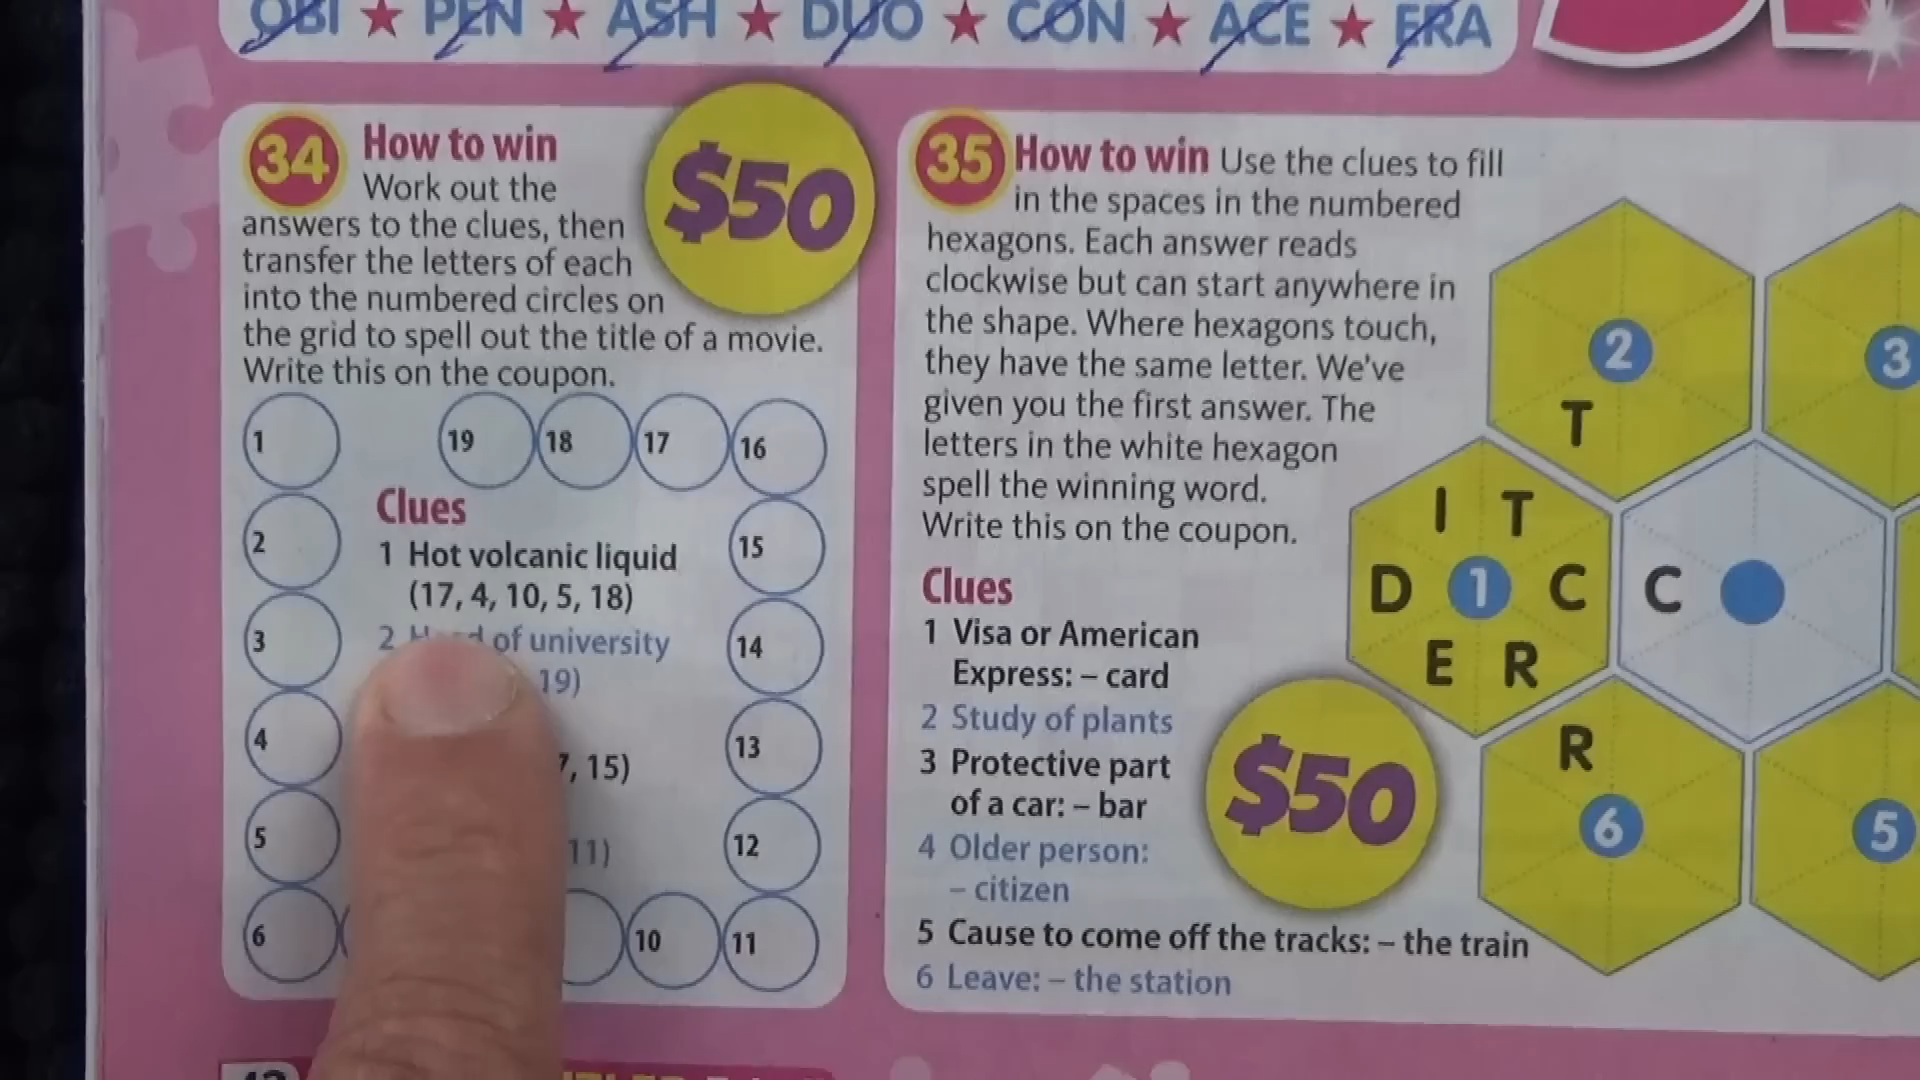 OBI ★ PEN ★ ASH ★ DUO ★ CON ★ ACE ★ ERA
34 How to win
Work out the
answers to the clues, then
transfer the letters of each
into the numbered circles on
the grid to spell out the title of a movie.
Write this on the coupon.
$50
1 19 18 17 16
2 15
3 14
4 13
5 12
6 10 11
Clues
1 Hot volcanic liquid
(17, 4, 10, 5, 18)
2 of university
19)
7, 15)
11)
35 How to win Use the clues to fill
in the spaces in the numbered
hexagons. Each answer reads
clockwise but can start anywhere in
the shape. Where hexagons touch,
they have the same letter. We've
given you the first answer. The
letters in the white hexagon
spell the winning word.
Write this on the coupon.
Clues
1 Visa or American
Express: – card
2 Study of plants
3 Protective part
of a car: – bar
4 Older person:
– citizen
5 Cause to come off the tracks: – the train
6 Leave: – the station
$50
2 3
T
I T
D 1 C C
E R
R
6 5